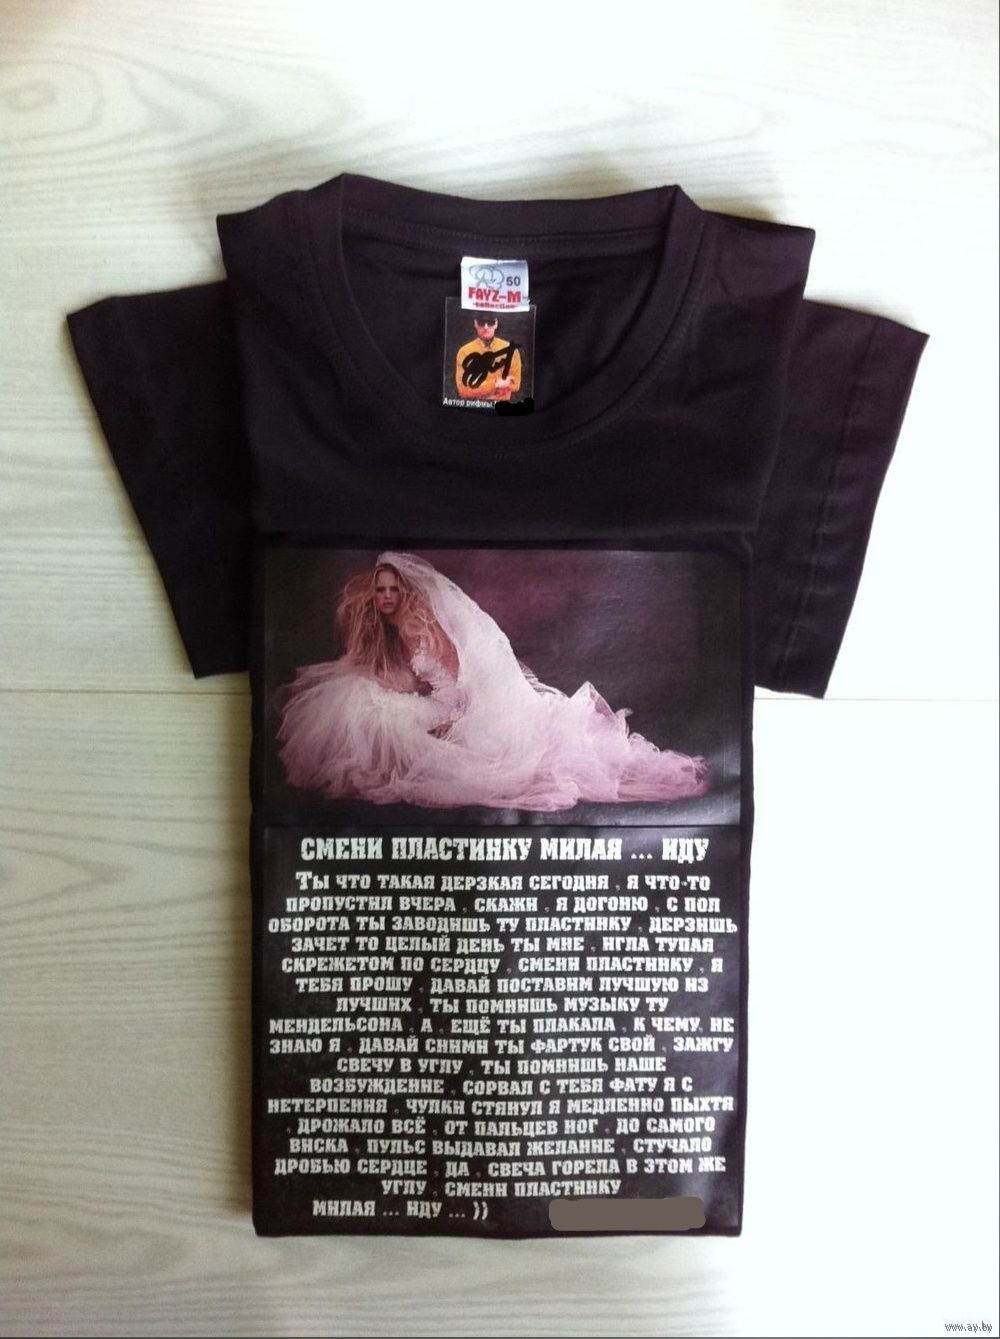 50
FAYZ-M
collection
Автор рифмы
СМЕНИ ПЛАСТИНКУ МИЛАЯ ... ИДУ
ТЫ ЧТО ТАКАЯ ДЕРЗКАЯ СЕГОДНЯ , Я ЧТО-ТО
ПРОПУСТИЛ ВЧЕРА , СКАЖИ , Я ДОГОНЮ , С ПОЛ
ОБОРОТА ТЫ ЗАВОДИШЬ ТУ ПЛАСТИНКУ , ДЕРЗИШЬ
ЗАЧЕТ ТО ЦЕЛЫЙ ДЕНЬ ТЫ МНЕ , ИГЛА ТУПАЯ
СКРЕЖЕТОМ ПО СЕРДЦУ , СМЕНИ ПЛАСТИНКУ , Я
ТЕБЯ ПРОШУ , ДАВАЙ ПОСТАВИМ ЛУЧШУЮ ИЗ
ЛУЧШИХ , ТЫ ПОМНИШЬ МУЗЫКУ ТУ
МЕНДЕЛЬСОНА , А , ЕЩЁ ТЫ ПЛАКАЛА , К ЧЕМУ, НЕ
ЗНАЮ Я , ДАВАЙ СНИМИ ТЫ ФАРТУК СВОЙ , ЗАЖГУ
СВЕЧУ В УГЛУ , ТЫ ПОМНИШЬ НАШЕ
ВОЗБУЖДЕНИЕ , СОРВАЛ С ТЕБЯ ФАТУ Я С
НЕТЕРПЕНИЯ , ЧУЛКИ СТЯНУЛ Я МЕДЛЕННО ПЫХТЯ
, ДРОЖАЛО ВСЁ , ОТ ПАЛЬЦЕВ НОГ , ДО САМОГО
ВИСКА , ПУЛЬС ВЫДАВАЛ ЖЕЛАНИЕ , СТУЧАЛО
ДРОБЬЮ СЕРДЦЕ , ДА , СВЕЧА ГОРЕЛА В ЭТОМ ЖЕ
УГЛУ , СМЕНИ ПЛАСТИНКУ
МИЛАЯ ... ИДУ ... ))
www.ay.by